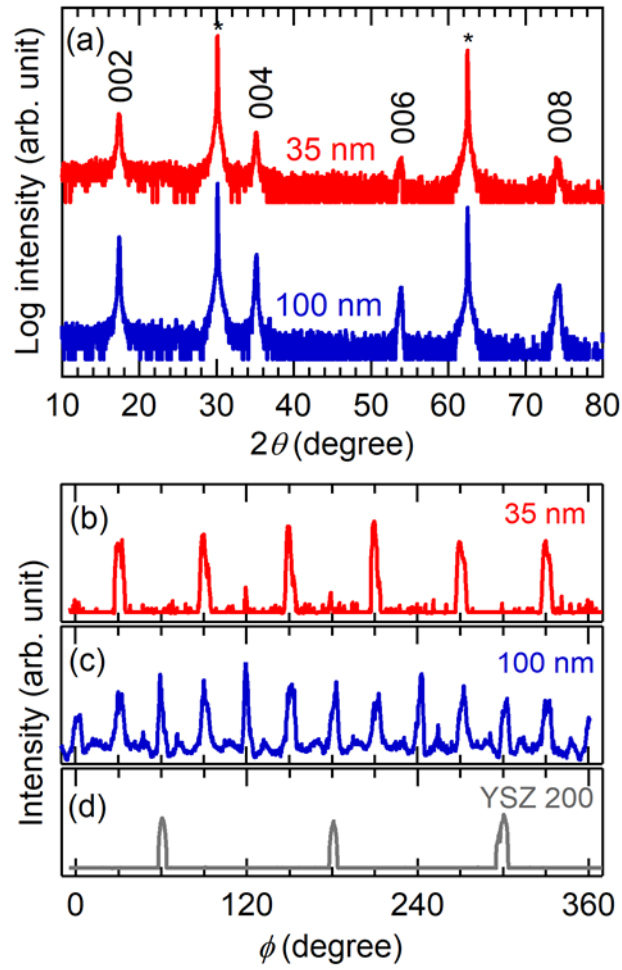 (a)
002
*
004
006
*
008
35 nm
100 nm
Log intensity (arb. unit)
10 20 30 40 50 60 70 80
2θ (degree)
(b)
35 nm
(c)
100 nm
(d)
YSZ 200
Intensity (arb. unit)
0 120 240 360
ϕ (degree)